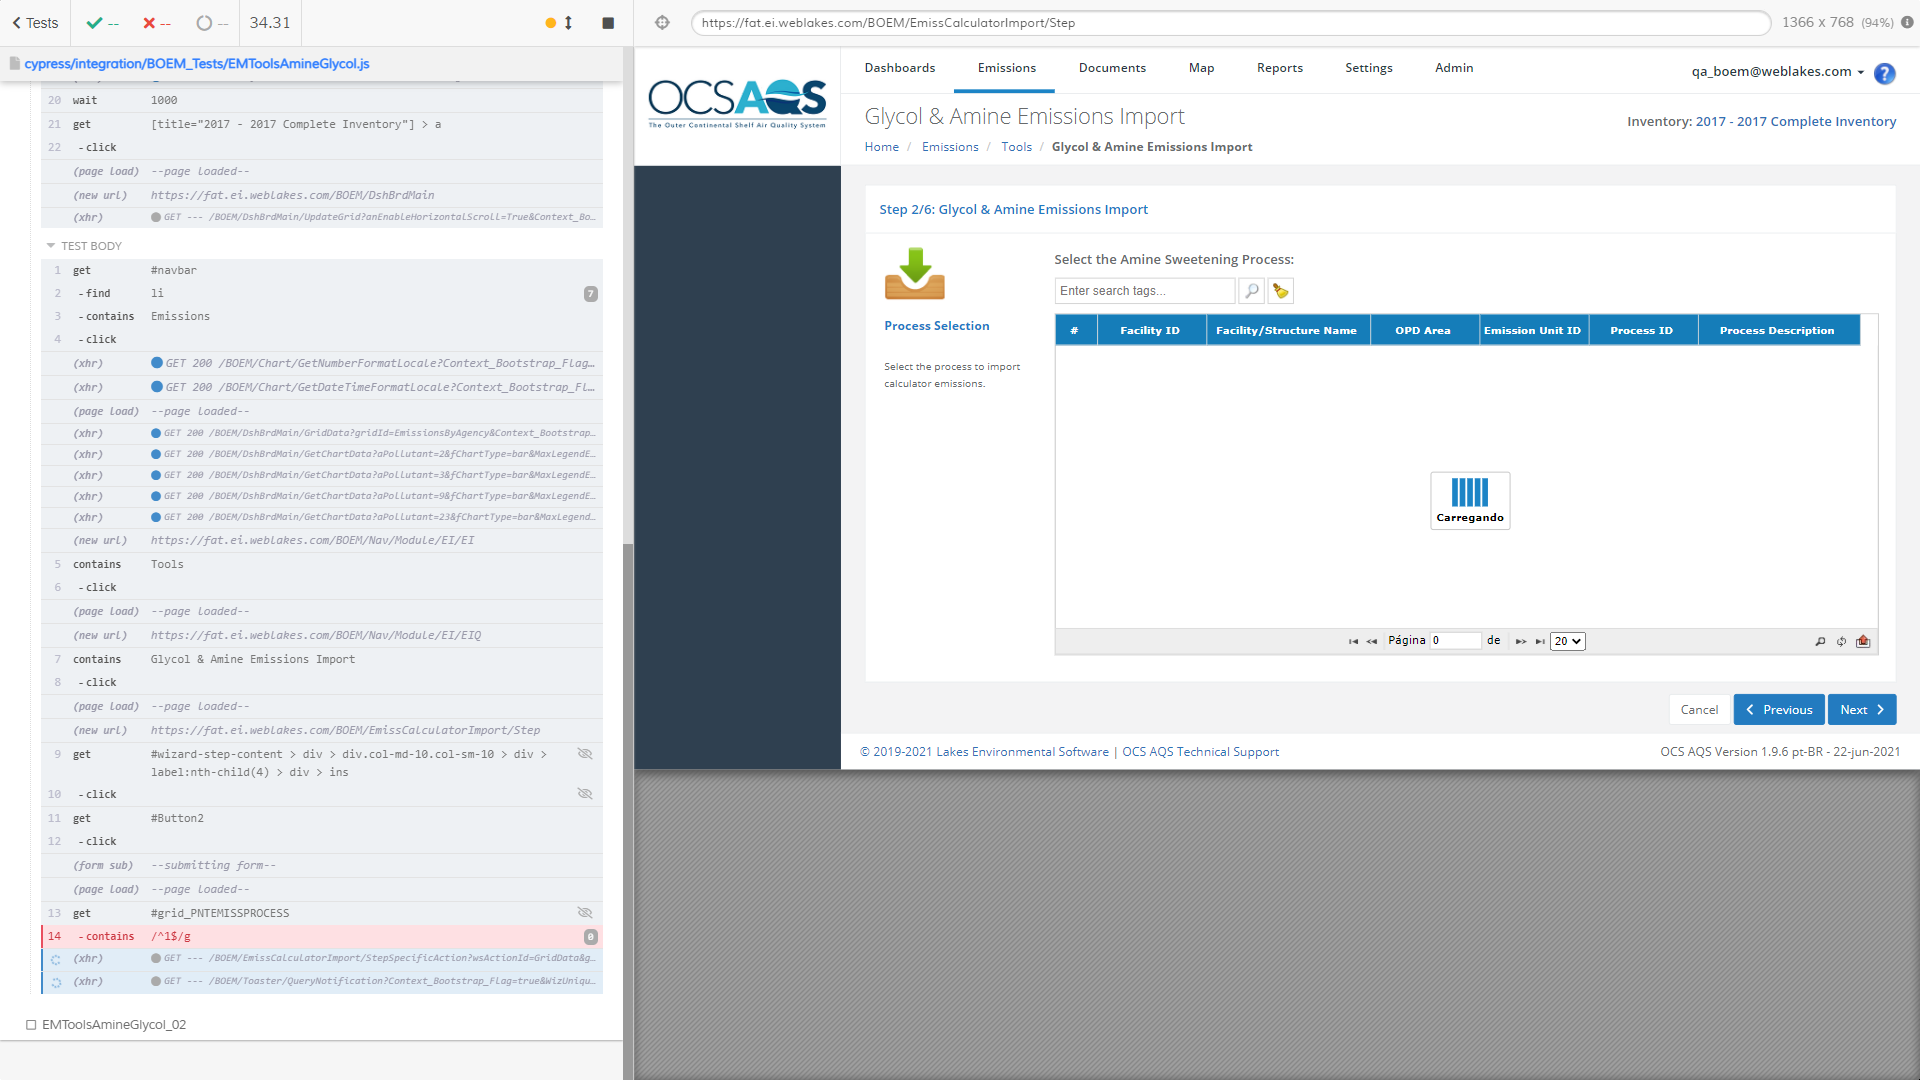 Tests
--
--
--
34.31
cypress/integration/BOEM_Tests/EMToolsAmineGlycol.js
20 wait 1000
21 get [title="2017 - 2017 Complete Inventory"] > a
22 -click
(page load) --page loaded--
(new url) https://fat.ei.weblakes.com/BOEM/DshBrdMain
(xhr) GET --- /BOEM/DshBrdMain/UpdateGrid?anEnableHorizontalScroll=True&Context_Bo...
TEST BODY
1 get #navbar
2 -find li 7
3 -contains Emissions
4 -click
(xhr) GET 200 /BOEM/Chart/GetNumberFormatLocale?Context_Bootstrap_Flag...
(xhr) GET 200 /BOEM/Chart/GetDateTimeFormatLocale?Context_Bootstrap_Fl...
(page load) --page loaded--
(xhr) GET 200 /BOEM/DshBrdMain/GridData?gridId=EmissionsByAgency&Context_Bootstrap...
(xhr) GET 200 /BOEM/DshBrdMain/GetChartData?aPollutant=2&fChartType=bar&MaxLegendE...
(xhr) GET 200 /BOEM/DshBrdMain/GetChartData?aPollutant=3&fChartType=bar&MaxLegendE...
(xhr) GET 200 /BOEM/DshBrdMain/GetChartData?aPollutant=9&fChartType=bar&MaxLegendE...
(xhr) GET 200 /BOEM/DshBrdMain/GetChartData?aPollutant=23&fChartType=bar&MaxLegend...
(new url) https://fat.ei.weblakes.com/BOEM/Nav/Module/EI/EI
5 contains Tools
6 -click
(page load) --page loaded--
(new url) https://fat.ei.weblakes.com/BOEM/Nav/Module/EI/EIQ
7 contains Glycol & Amine Emissions Import
8 -click
(page load) --page loaded--
(new url) https://fat.ei.weblakes.com/BOEM/EmissCalculatorImport/Step
9 get #wizard-step-content > div > div.col-md-10.col-sm-10 > div >
label:nth-child(4) > div > ins
10 -click
11 get #Button2
12 -click
(form sub) --submitting form--
(page load) --page loaded--
13 get #grid_PNTEMISSPROCESS
14 -contains /^1$/g 0
(xhr) GET --- /BOEM/EmissCalculatorImport/StepSpecificAction?wsActionId=GridData&g...
(xhr) GET --- /BOEM/Toaster/QueryNotification?Context_Bootstrap_Flag=true&WizUniqu...
EMToolsAmineGlycol_02
https://fat.ei.weblakes.com/BOEM/EmissCalculatorImport/Step
1366 x 768 (94%)
OCSAQS
The Outer Continental Shelf Air Quality System
Dashboards Emissions Documents Map Reports Settings Admin
qa_boem@weblakes.com
?
Glycol & Amine Emissions Import
Inventory: 2017 - 2017 Complete Inventory
Home / Emissions / Tools / Glycol & Amine Emissions Import
Step 2/6: Glycol & Amine Emissions Import
Process Selection
Select the process to import
calculator emissions.
Select the Amine Sweetening Process:
Enter search tags...
# Facility ID Facility/Structure Name OPD Area Emission Unit ID Process ID Process Description
Carregando
Página 0 de 20
Cancel Previous Next
© 2019-2021 Lakes Environmental Software | OCS AQS Technical Support
OCS AQS Version 1.9.6 pt-BR - 22-jun-2021